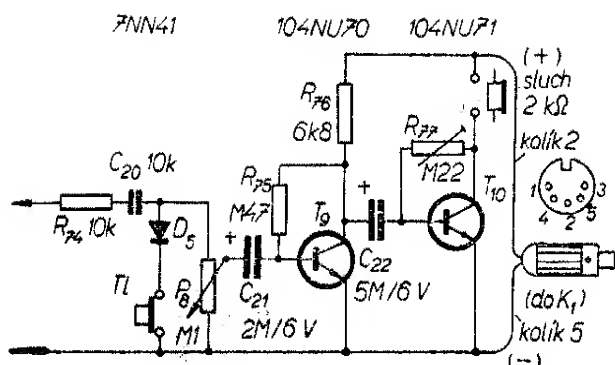 7NN41 104NU70 104NU71
(+)
sluch
2 kΩ
R76
6k8
R77
M22
kolík 2
C20 10k
R75
M47
T9
T10
1 3
4 2 5
R74 10k
D5
+
+
C22
5M/6 V
Tl
P8
M1
C21
2M/6 V
(do K1)
kolík 5
(−)